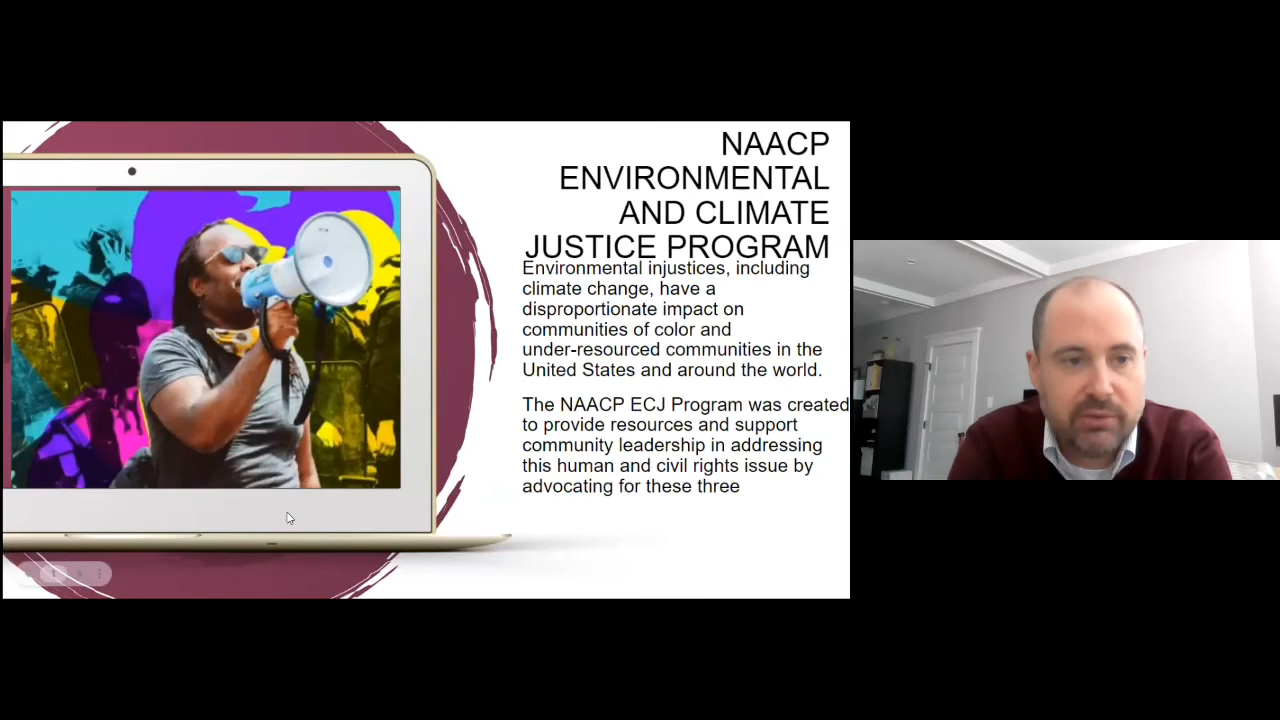 NAACP
ENVIRONMENTAL
AND CLIMATE
JUSTICE PROGRAM
Environmental injustices, including
climate change, have a
disproportionate impact on
communities of color and
under-resourced communities in the
United States and around the world.
The NAACP ECJ Program was created
to provide resources and support
community leadership in addressing
this human and civil rights issue by
advocating for these three
1